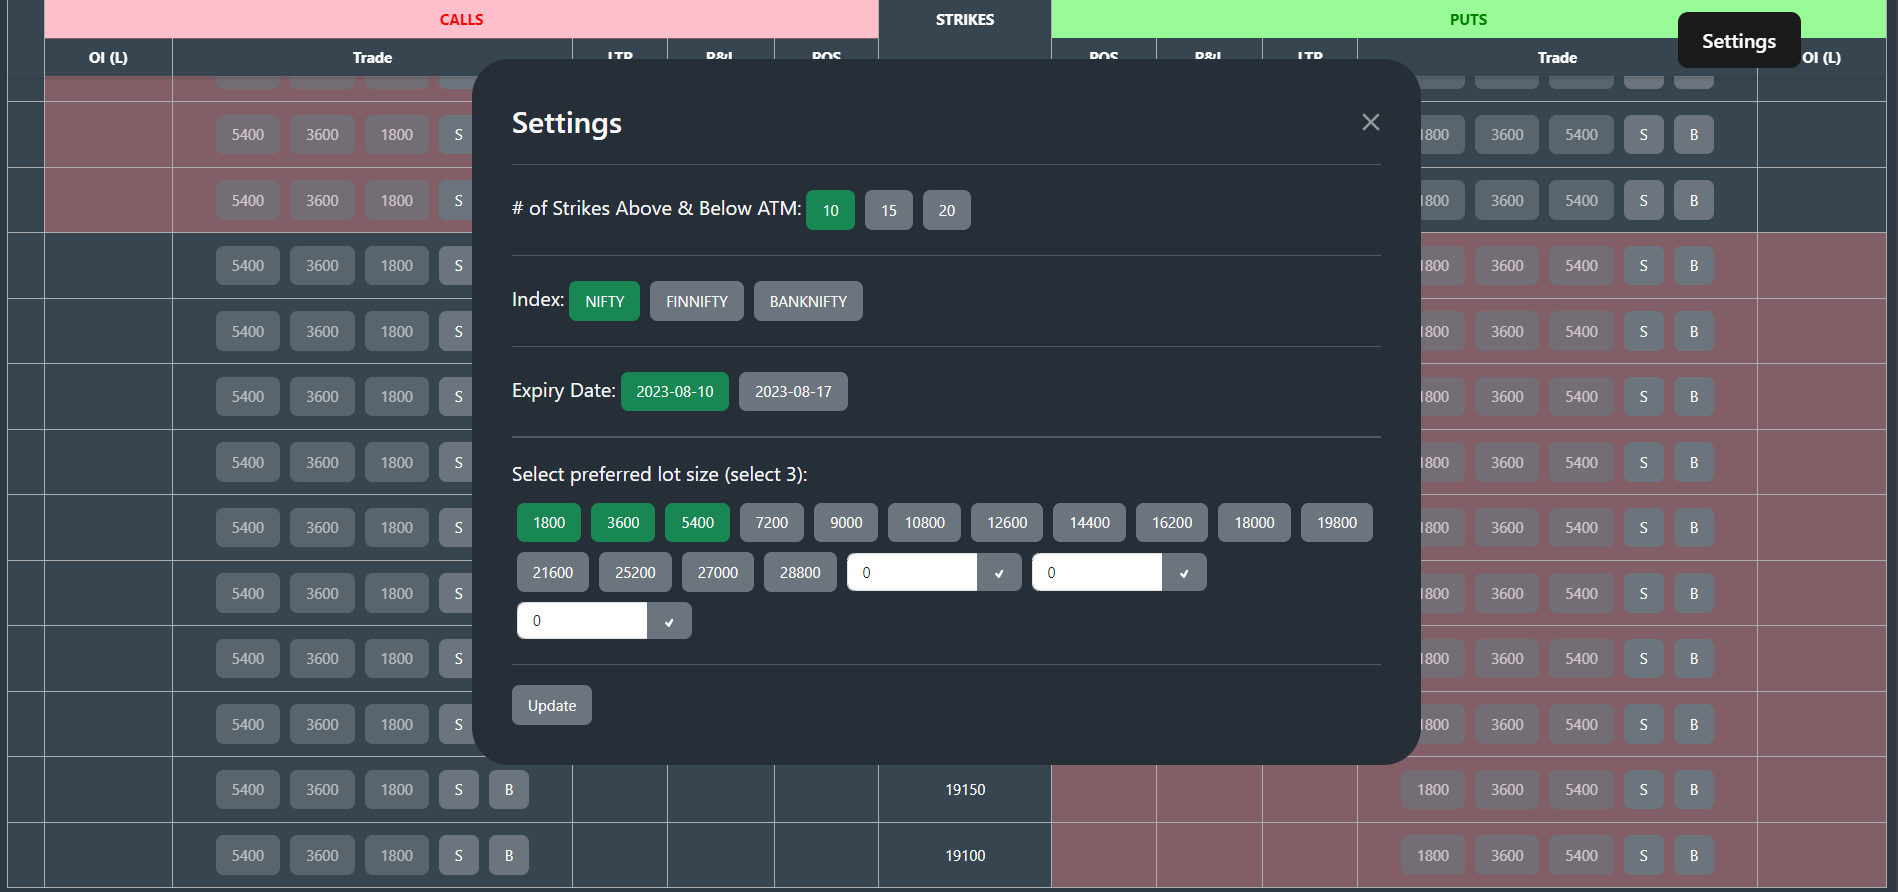 CALLS STRIKES PUTS
Settings
OI (L) Trade LTP P&L POS POS P&L LTP Trade OI (L)
Settings
5400 3600 1800 S 1800 3600 5400 S B
# of Strikes Above & Below ATM: 10 15 20
5400 3600 1800 S 1800 3600 5400 S B
5400 3600 1800 S 1800 3600 5400 S B
Index: NIFTY FINNIFTY BANKNIFTY
5400 3600 1800 S 1800 3600 5400 S B
Expiry Date: 2023-08-10 2023-08-17
5400 3600 1800 S 1800 3600 5400 S B
5400 3600 1800 S 1800 3600 5400 S B
Select preferred lot size (select 3):
1800 3600 5400 7200 9000 10800 12600 14400 16200 18000 19800
5400 3600 1800 S 1800 3600 5400 S B
21600 25200 27000 28800 0 0
5400 3600 1800 S 1800 3600 5400 S B
0
5400 3600 1800 S 1800 3600 5400 S B
Update
5400 3600 1800 S 1800 3600 5400 S B
5400 3600 1800 S B 19150 1800 3600 5400 S B
5400 3600 1800 S B 19100 1800 3600 5400 S B